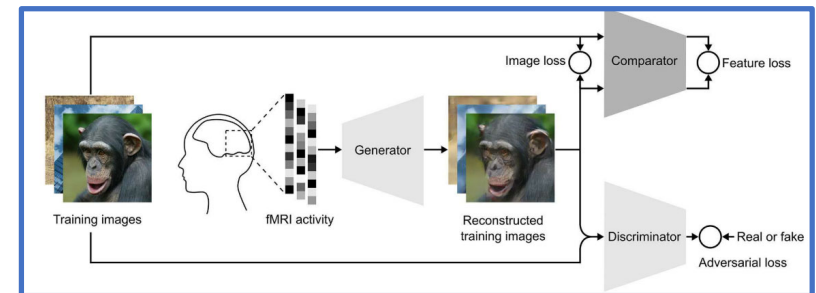 Image loss
Comparator
Feature loss
Generator
Training images
fMRI activity
Reconstructed
training images
Discriminator
Real or fake
Adversarial loss